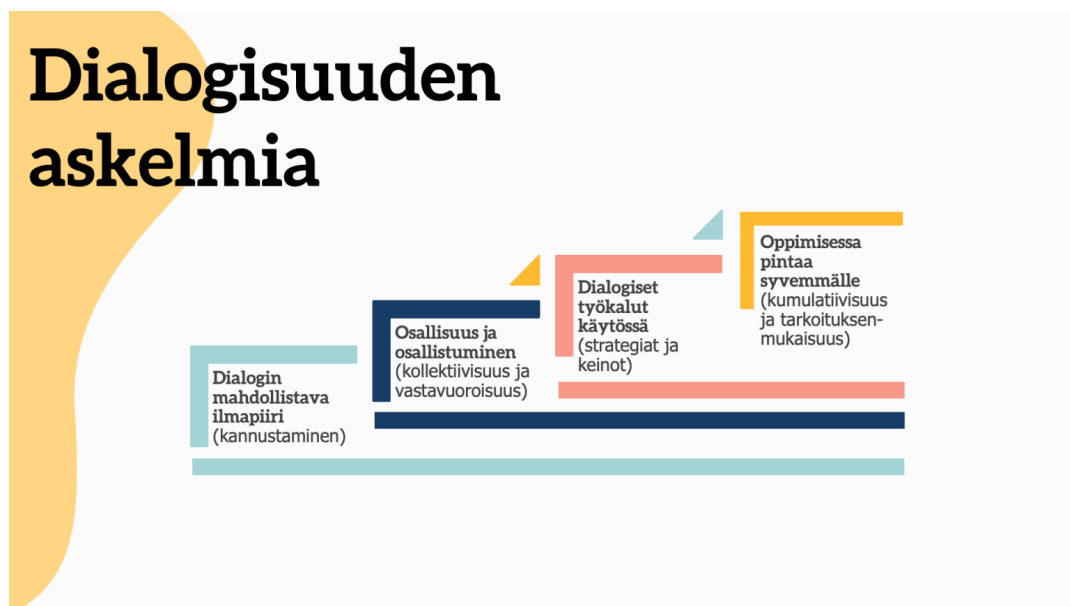 Dialogisuuden
askelmia
Dialogin
mahdollistava
ilmapiiri
(kannustaminen)
Osallisuus ja
osallistuminen
(kollektiivisuus ja
vastavuoroisuus)
Dialogiset
työkalut
käytössä
(strategiat ja
keinot)
Oppimisessa
pintaa
syvemmälle
(kumulatiivisuus
ja tarkoituksen-
mukaisuus)